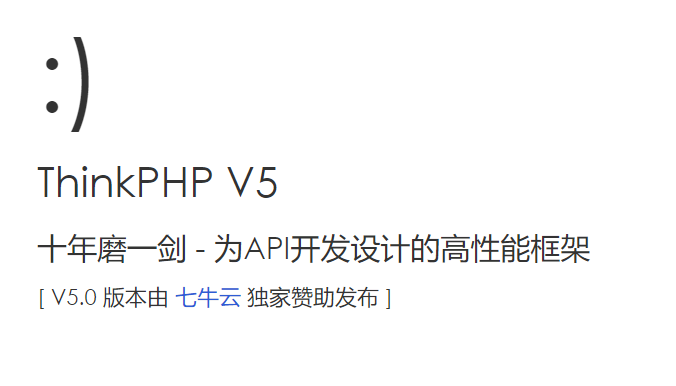 :)
ThinkPHP V5
十年磨一剑 - 为API开发设计的高性能框架
[ V5.0 版本由 七牛云 独家赞助发布 ]